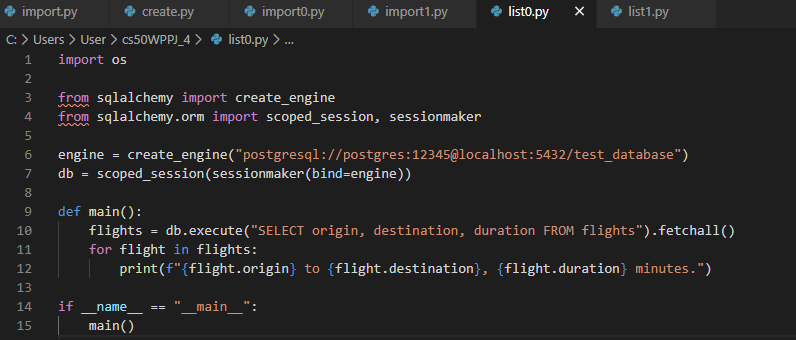 import.py create.py import0.py import1.py list0.py × list1.py
C: > Users > User > cs50WPPJ_4 > list0.py > ...
1 import os
2
3 from sqlalchemy import create_engine
4 from sqlalchemy.orm import scoped_session, sessionmaker
5
6 engine = create_engine("postgresql://postgres:12345@localhost:5432/test_database")
7 db = scoped_session(sessionmaker(bind=engine))
8
9 def main():
10     flights = db.execute("SELECT origin, destination, duration FROM flights").fetchall()
11     for flight in flights:
12         print(f"{flight.origin} to {flight.destination}, {flight.duration} minutes.")
13
14 if __name__ == "__main__":
15     main()